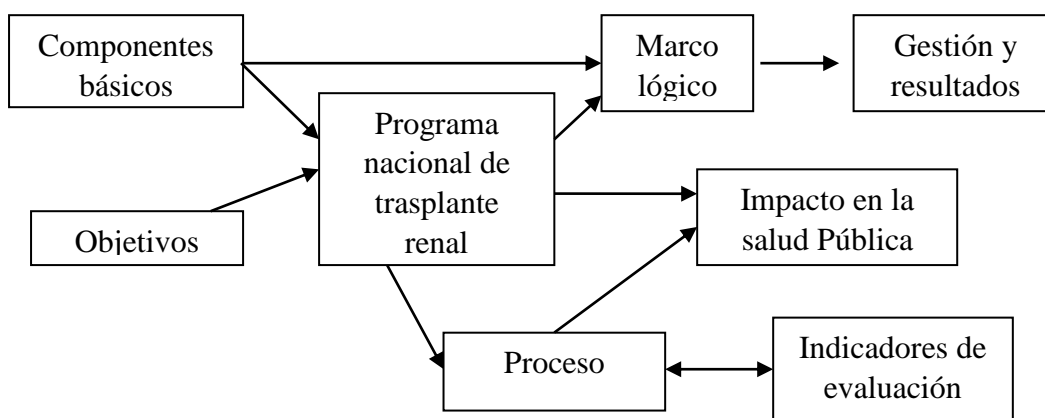 Componentes
básicos
Marco
lógico
Gestión y
resultados
Programa
nacional de
trasplante
renal
Objetivos
Impacto en la
salud Pública
Proceso
Indicadores de
evaluación